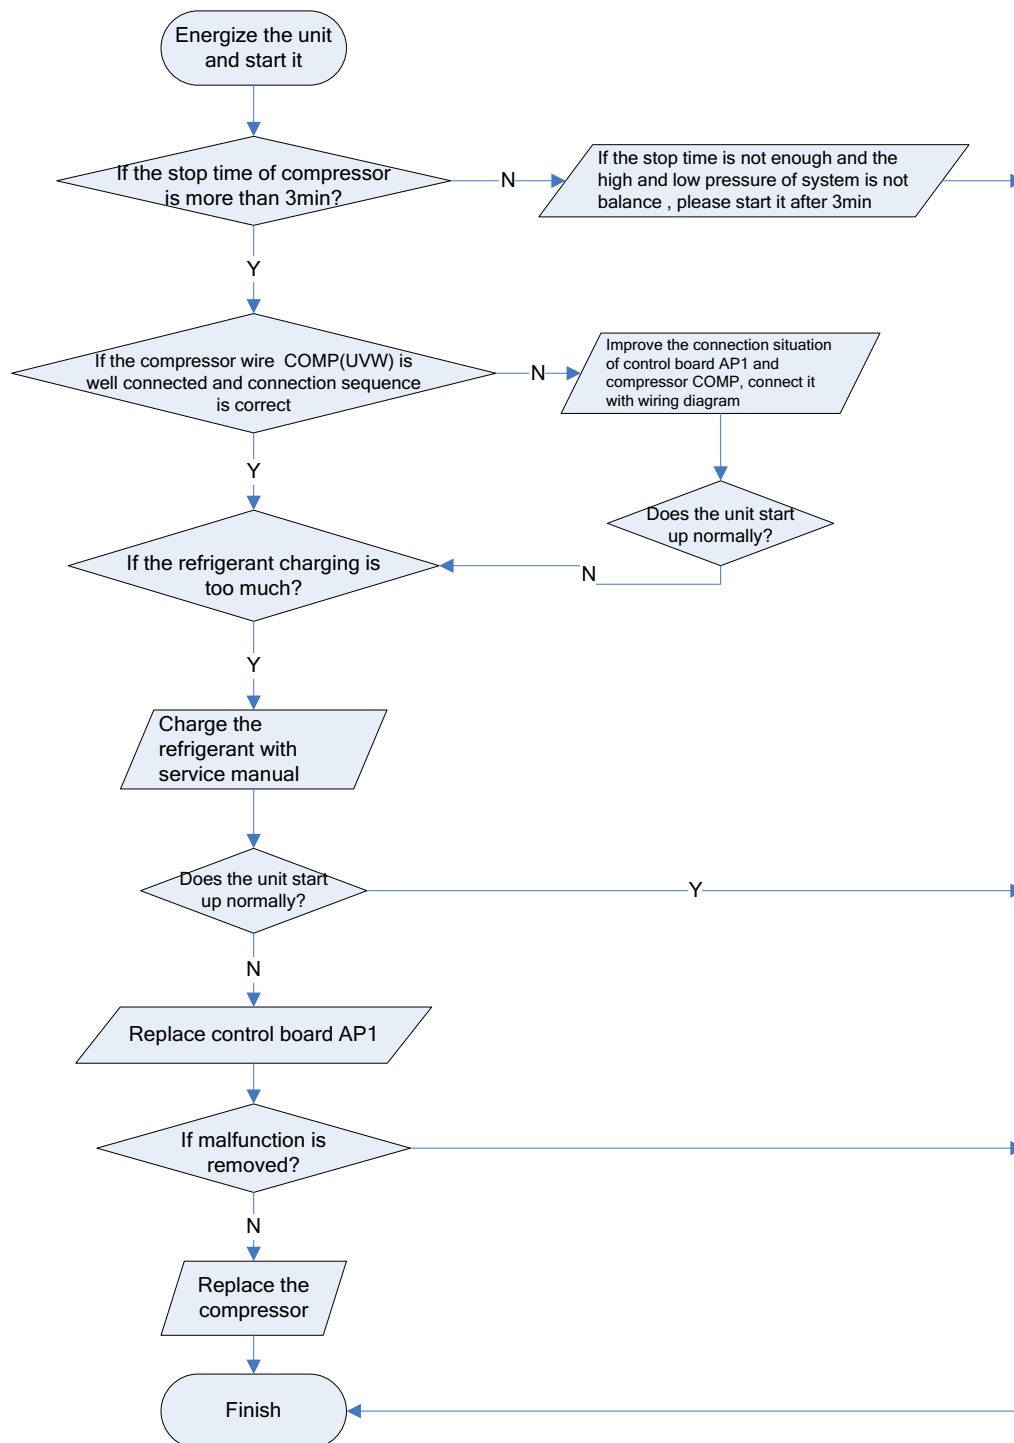 Energize the unit
and start it
If the stop time of compressor
is more than 3min?
N
If the stop time is not enough and the
high and low pressure of system is not
balance , please start it after 3min
Y
If the compressor wire COMP(UVW) is
well connected and connection sequence
is correct
N
Improve the connection situation
of control board AP1 and
compressor COMP, connect it
with wiring diagram
Y
Does the unit start
up normally?
If the refrigerant charging is
too much?
N
Y
Charge the
refrigerant with
service manual
Does the unit start
up normally?
Y
N
Replace control board AP1
If malfunction is
removed?
N
Replace the
compressor
Finish